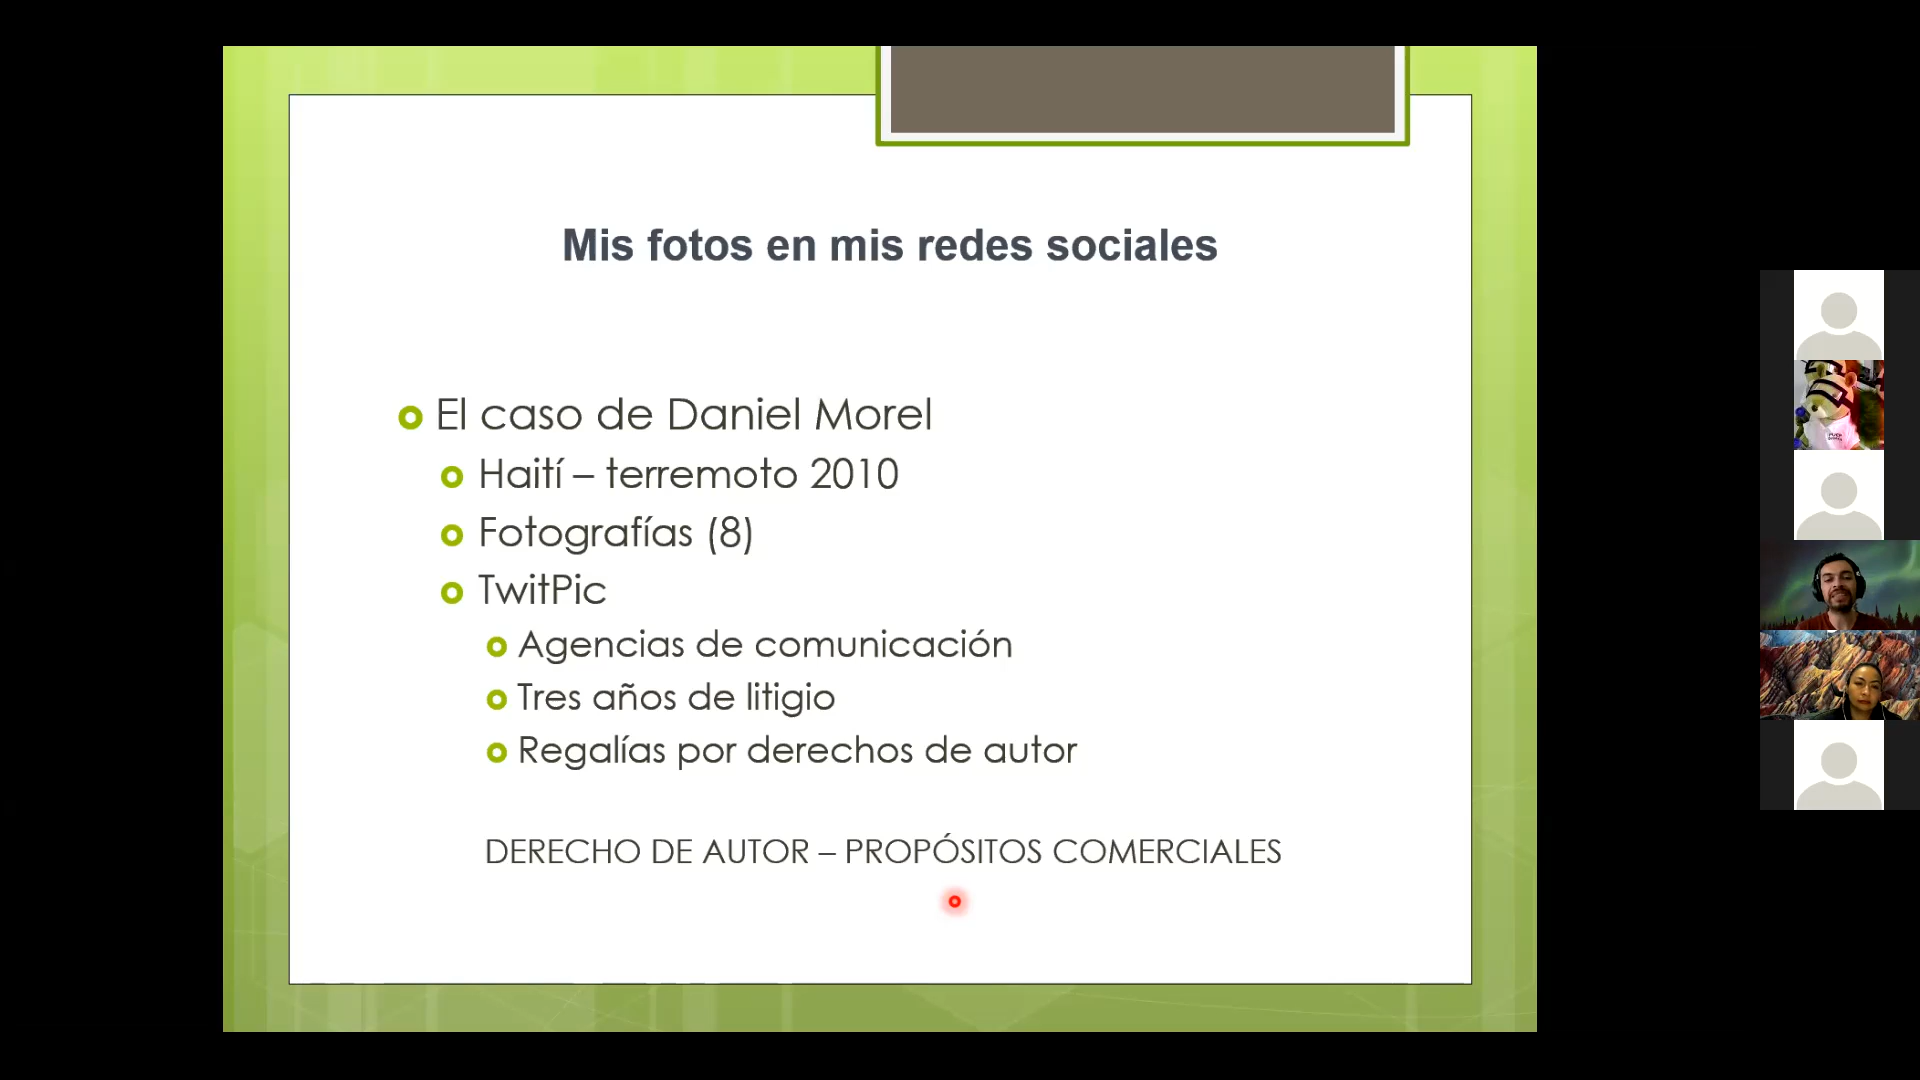 Mis fotos en mis redes sociales
El caso de Daniel Morel
Haití – terremoto 2010
Fotografías (8)
TwitPic
Agencias de comunicación
Tres años de litigio
Regalías por derechos de autor
DERECHO DE AUTOR – PROPÓSITOS COMERCIALES